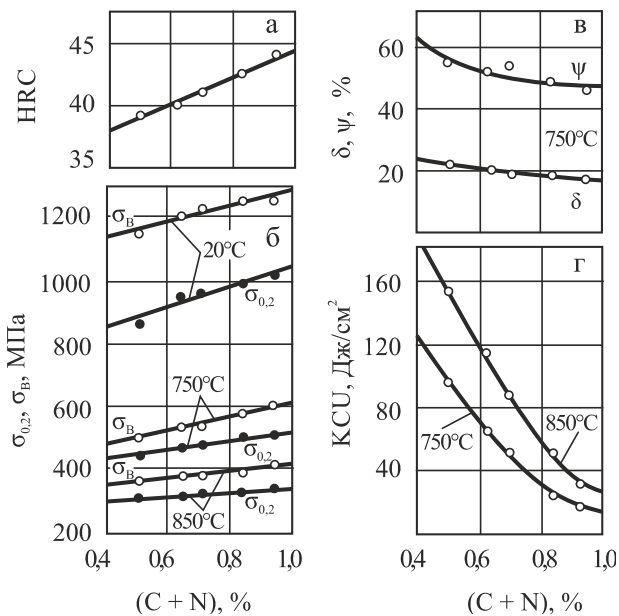 а
HRC
45
40
35
б
σ0,2, σВ, МПа
1200
1000
800
600
400
200
σВ
20°C
σ0,2
750°C
σВ
σ0,2
σВ
850°C
σ0,2
0,4 0,6 0,8 1,0
(C + N), %
в
δ, ψ, %
60
40
20
ψ
750°C
δ
г
KCU, Дж/см²
160
120
80
40
750°C
850°C
0,4 0,6 0,8 1,0
(C + N), %